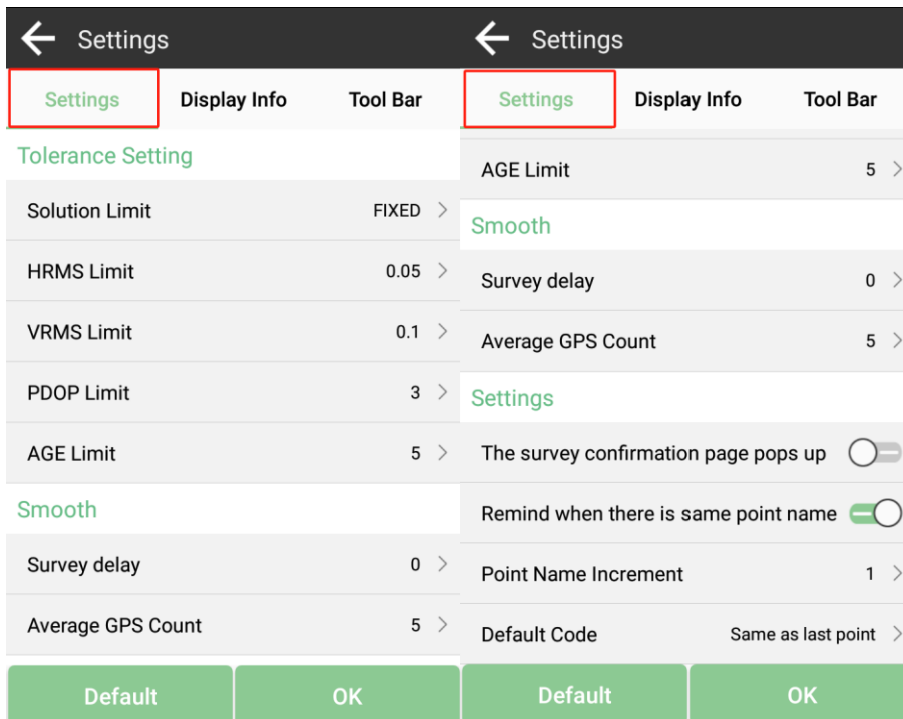 Settings
Settings Display Info Tool Bar
Tolerance Setting
Solution Limit FIXED
HRMS Limit 0.05
VRMS Limit 0.1
PDOP Limit 3
AGE Limit 5
Smooth
Survey delay 0
Average GPS Count 5
Default OK
Settings
Settings Display Info Tool Bar
AGE Limit 5
Smooth
Survey delay 0
Average GPS Count 5
Settings
The survey confirmation page pops up
Remind when there is same point name
Point Name Increment 1
Default Code Same as last point
Default OK